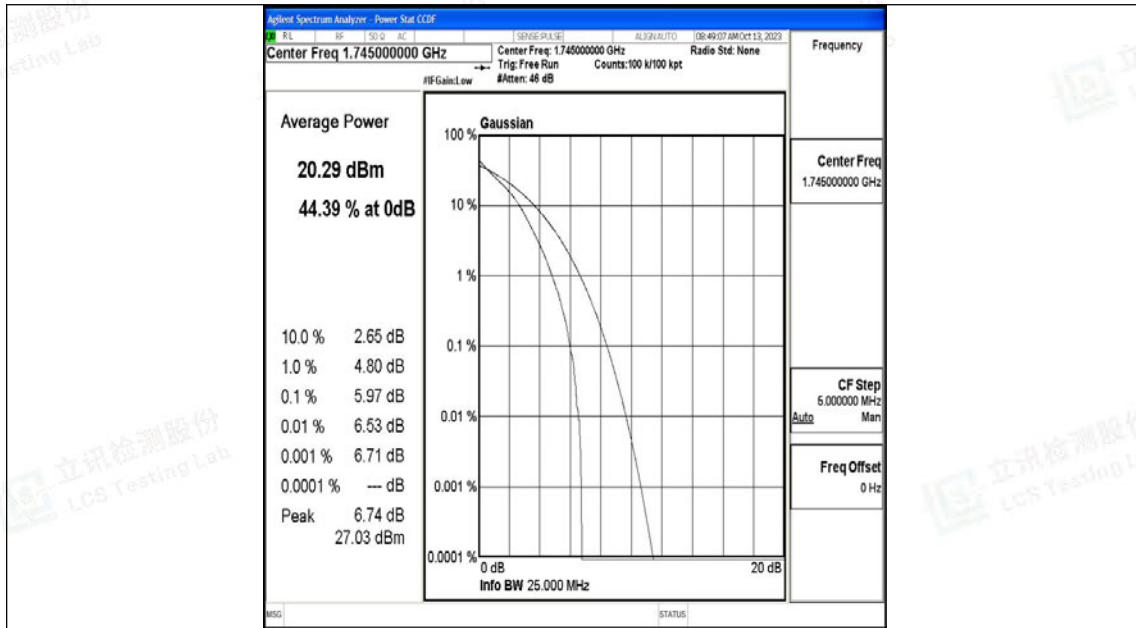 Agilent Spectrum Analyzer - Power Stat CCDF
RL RF 50 Ω AC SENSE:PULSE ALIGNAUTO 08:49:07 AM Oct 13, 2023
Center Freq 1.745000000 GHz
Center Freq: 1.745000000 GHz Radio Std: None
Trig: Free Run Counts:100 k/100 kpt
#IFGain:Low #Atten: 46 dB
Frequency
Average Power
20.29 dBm
44.39 % at 0dB
10.0 % 2.65 dB
1.0 % 4.80 dB
0.1 % 5.97 dB
0.01 % 6.53 dB
0.001 % 6.71 dB
0.0001 % --- dB
Peak 6.74 dB
27.03 dBm
Gaussian
100 %
10 %
1 %
0.1 %
0.01 %
0.001 %
0.0001 %
0 dB 20 dB
Info BW 25.000 MHz
Center Freq
1.745000000 GHz
CF Step
5.000000 MHz
Auto Man
Freq Offset
0 Hz
MSG STATUS
立讯检测股份
LCS Testing Lab
立讯检测股份
LCS Testing L